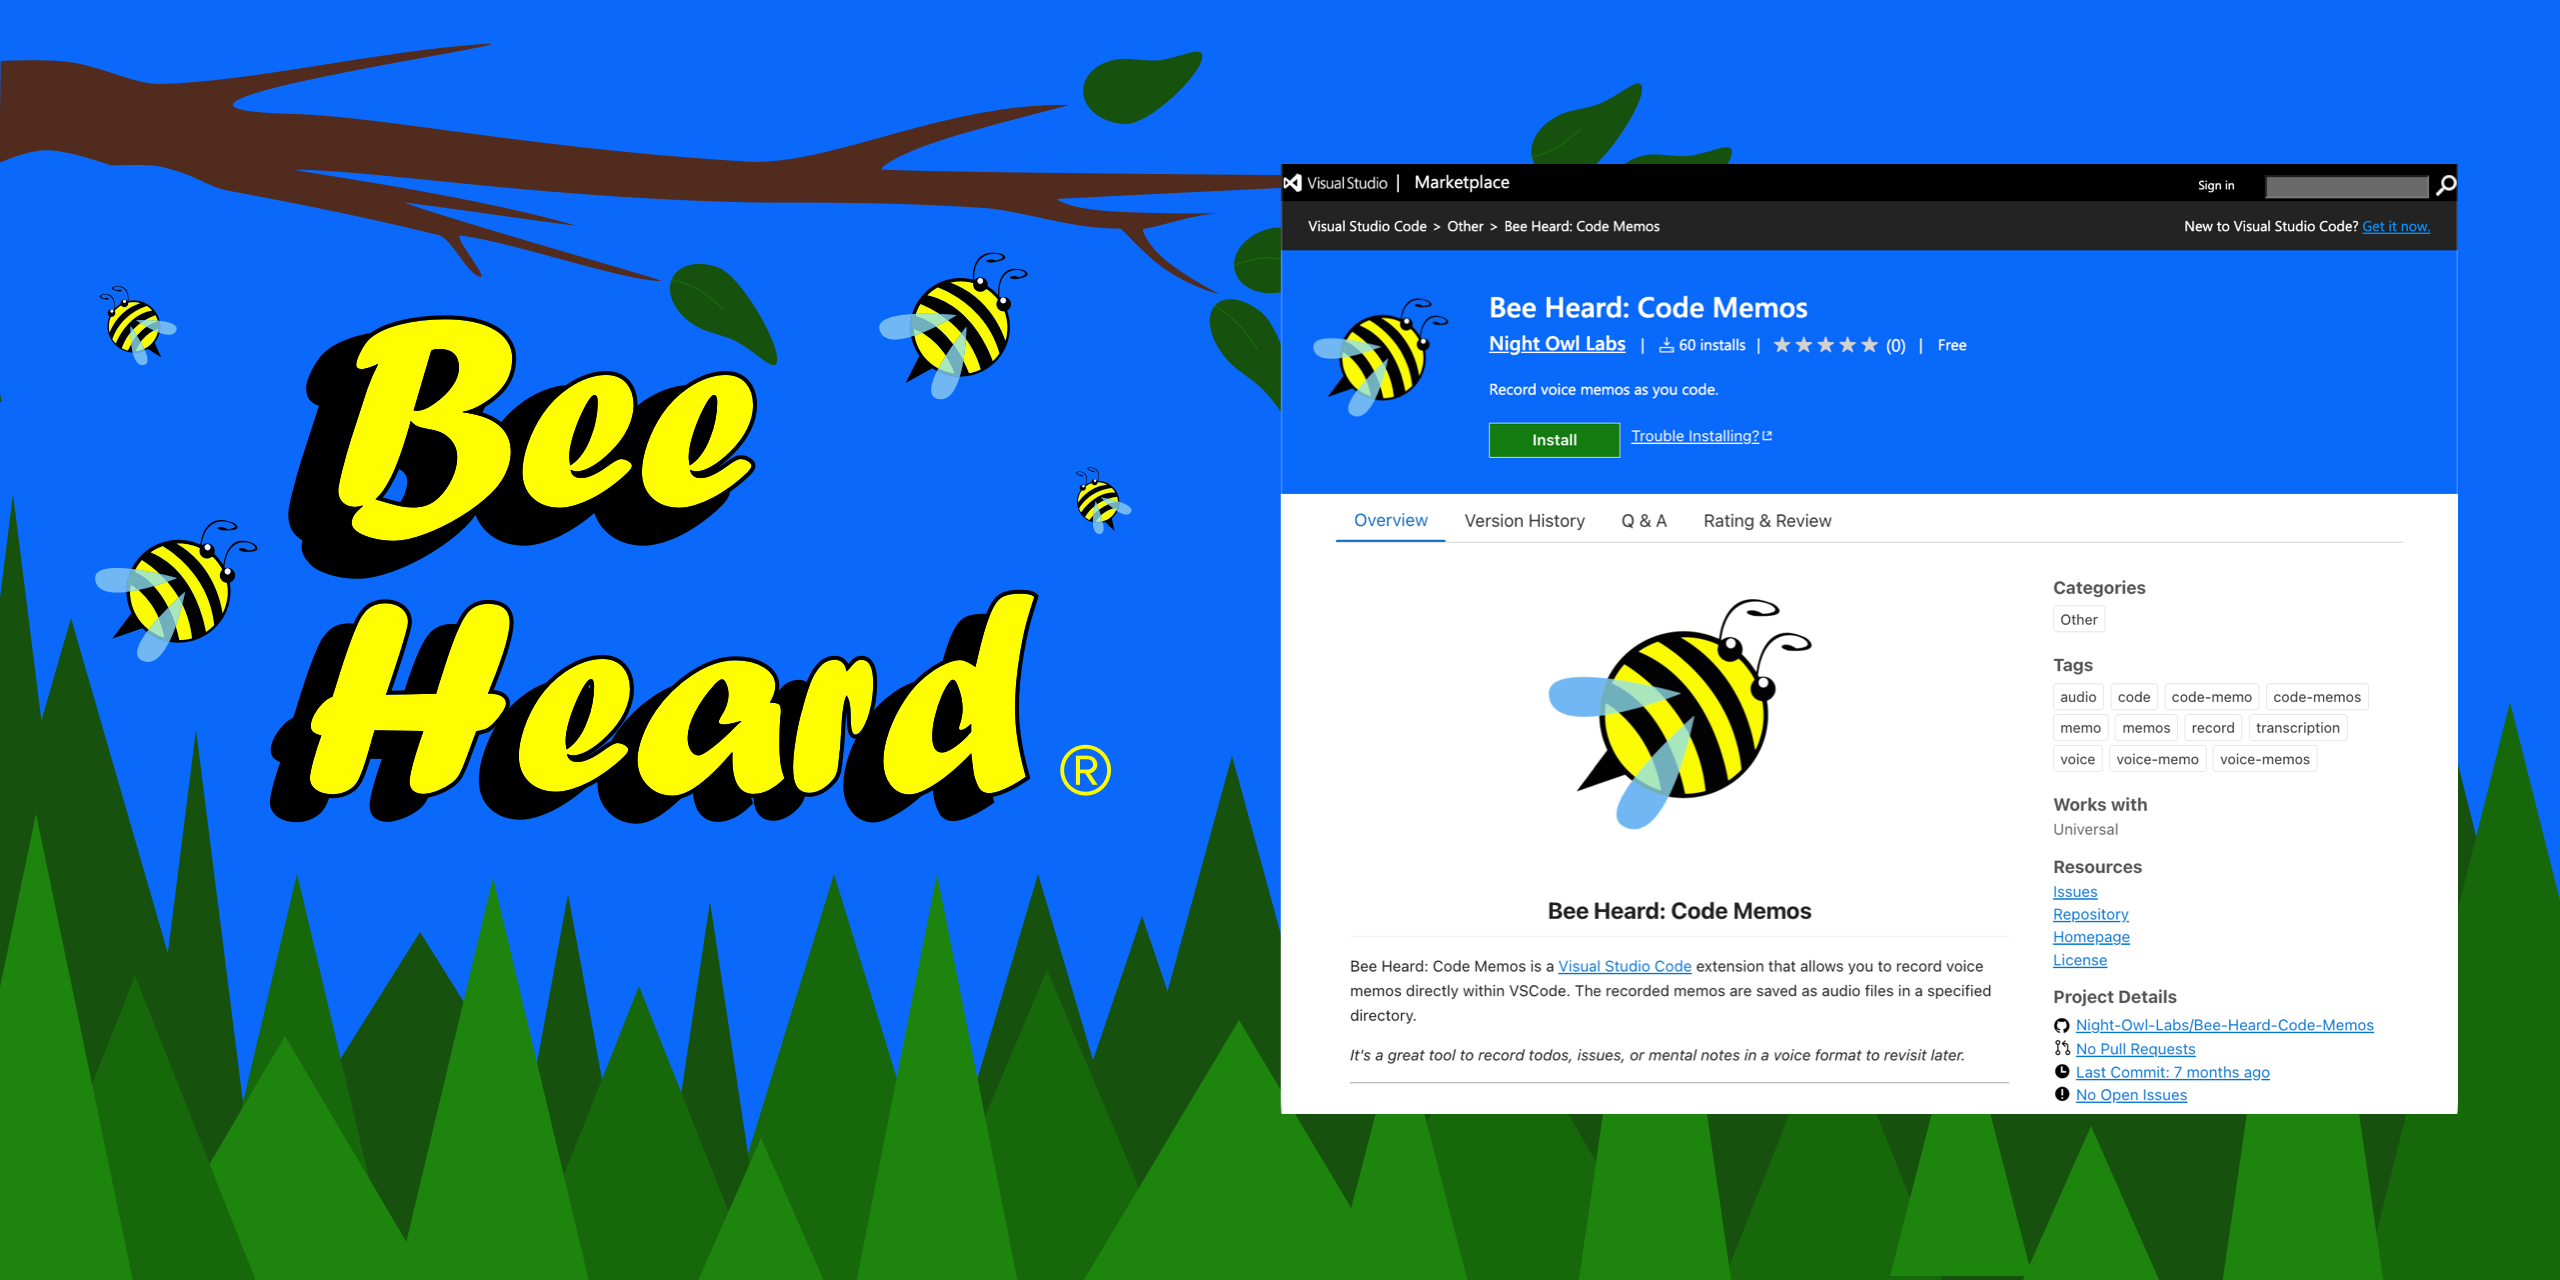 Bee
Heard
®
Visual Studio | Marketplace
Sign in
Visual Studio Code > Other > Bee Heard: Code Memos
New to Visual Studio Code? Get it now.
Bee Heard: Code Memos
Night Owl Labs | 60 installs | (0) | Free
Record voice memos as you code.
Install Trouble Installing?
Overview Version History Q & A Rating & Review
Bee Heard: Code Memos
Bee Heard: Code Memos is a Visual Studio Code extension that allows you to record voice
memos directly within VSCode. The recorded memos are saved as audio files in a specified
directory.
It's a great tool to record todos, issues, or mental notes in a voice format to revisit later.
Categories
Other
Tags
audio code code-memo code-memos
memo memos record transcription
voice voice-memo voice-memos
Works with
Universal
Resources
Issues
Repository
Homepage
License
Project Details
Night-Owl-Labs/Bee-Heard-Code-Memos
No Pull Requests
Last Commit: 7 months ago
No Open Issues